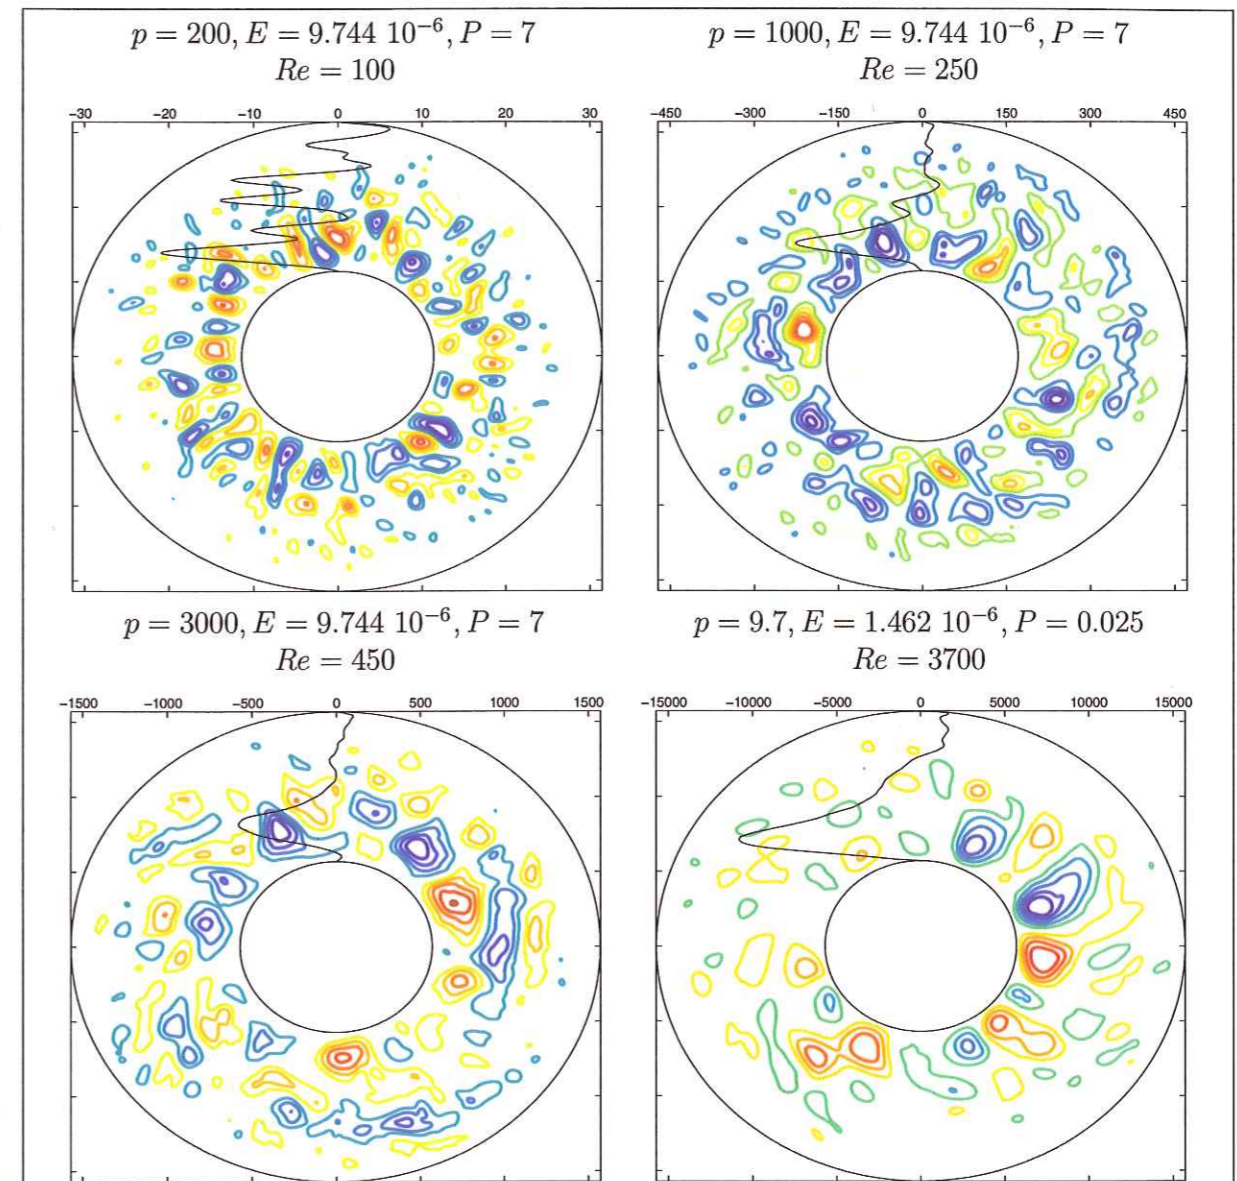 p = 200, E = 9.744 10⁻⁶, P = 7
Re = 100
p = 1000, E = 9.744 10⁻⁶, P = 7
Re = 250
−30 −20 −10 0 10 20 30
−450 −300 −150 0 150 300 450
p = 3000, E = 9.744 10⁻⁶, P = 7
Re = 450
p = 9.7, E = 1.462 10⁻⁶, P = 0.025
Re = 3700
−1500 −1000 −500 0 500 1000 1500
−15000 −10000 −5000 0 5000 10000 15000